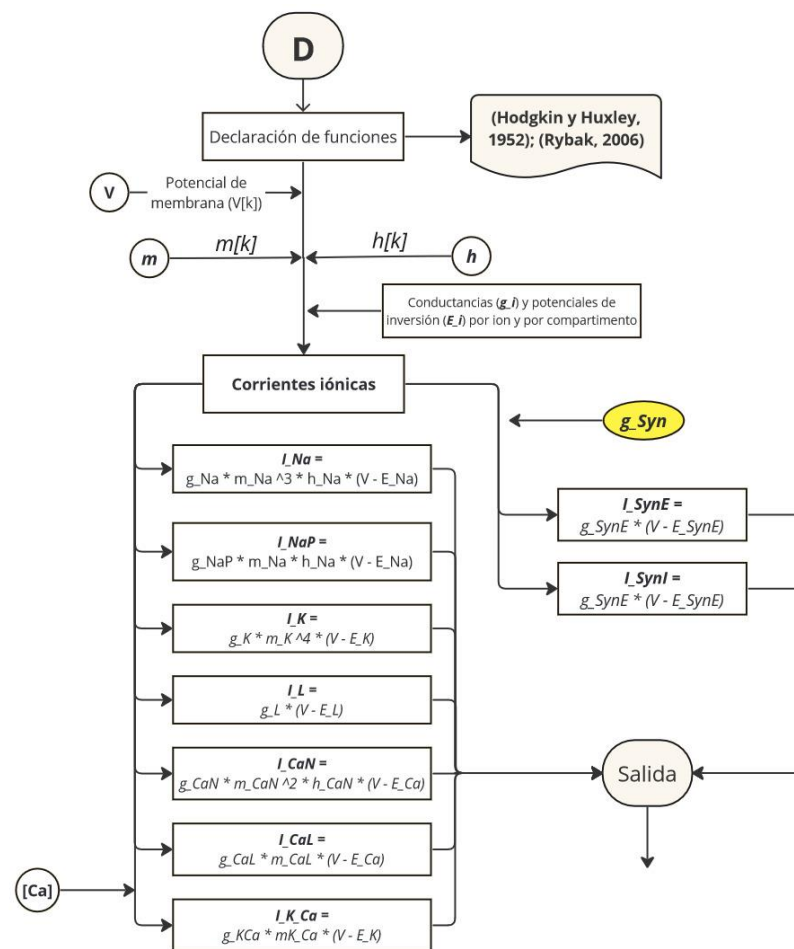 D
Declaración de funciones
(Hodgkin y Huxley,
1952); (Rybak, 2006)
V
Potencial de
membrana (V[k])
m
m[k]
h[k]
h
Conductancias (g_i) y potenciales de
inversión (E_i) por ion y por compartimento
Corrientes iónicas
g_Syn
I_Na =
g_Na * m_Na ^3 * h_Na * (V - E_Na)
I_SynE =
g_SynE * (V - E_SynE)
I_NaP =
g_NaP * m_Na * h_Na * (V - E_Na)
I_SynI =
g_SynE * (V - E_SynE)
I_K =
g_K * m_K ^4 * (V - E_K)
I_L =
g_L * (V - E_L)
I_CaN =
g_CaN * m_CaN ^2 * h_CaN * (V - E_Ca)
Salida
I_CaL =
g_CaL * m_CaL * (V - E_Ca)
[Ca]
I_K_Ca =
g_KCa * mK_Ca * (V - E_K)